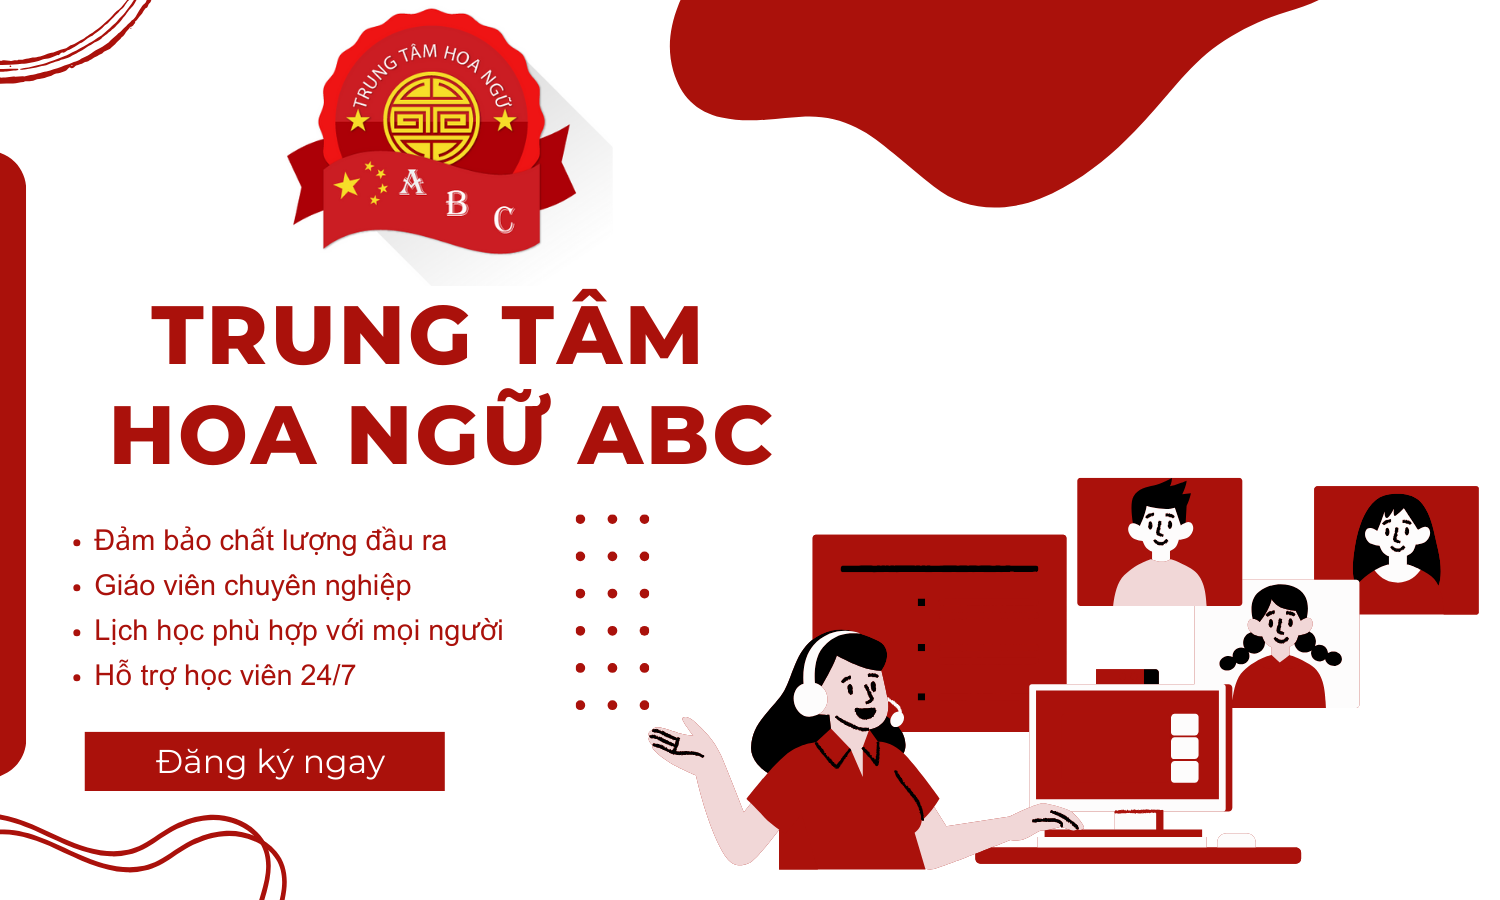 TRUNG TÂM HOA NGỮ
A B C
TRUNG TÂM
HOA NGỮ ABC
Đảm bảo chất lượng đầu ra
Giáo viên chuyên nghiệp
Lịch học phù hợp với mọi người
Hỗ trợ học viên 24/7
Đăng ký ngay